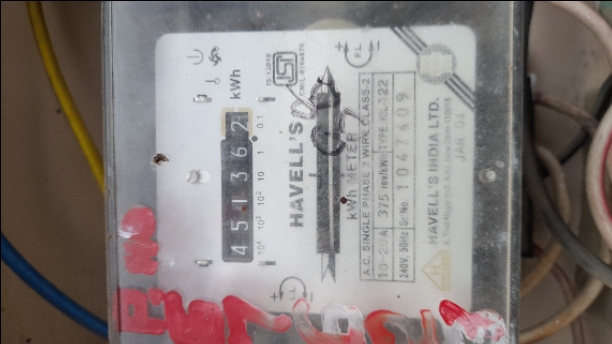 kWh
4 5 1 3 6 2
10⁴ 10³ 10² 10 1 0.1
HAVELL'S
kWh METER
A.C. SINGLE PHASE 2 WIRE CLASS-2
10-20A 375 rev/kWh TYPE
240V, 50Hz Sr.No. 1047409
HAVELL'S INDIA LTD.
JAN 04